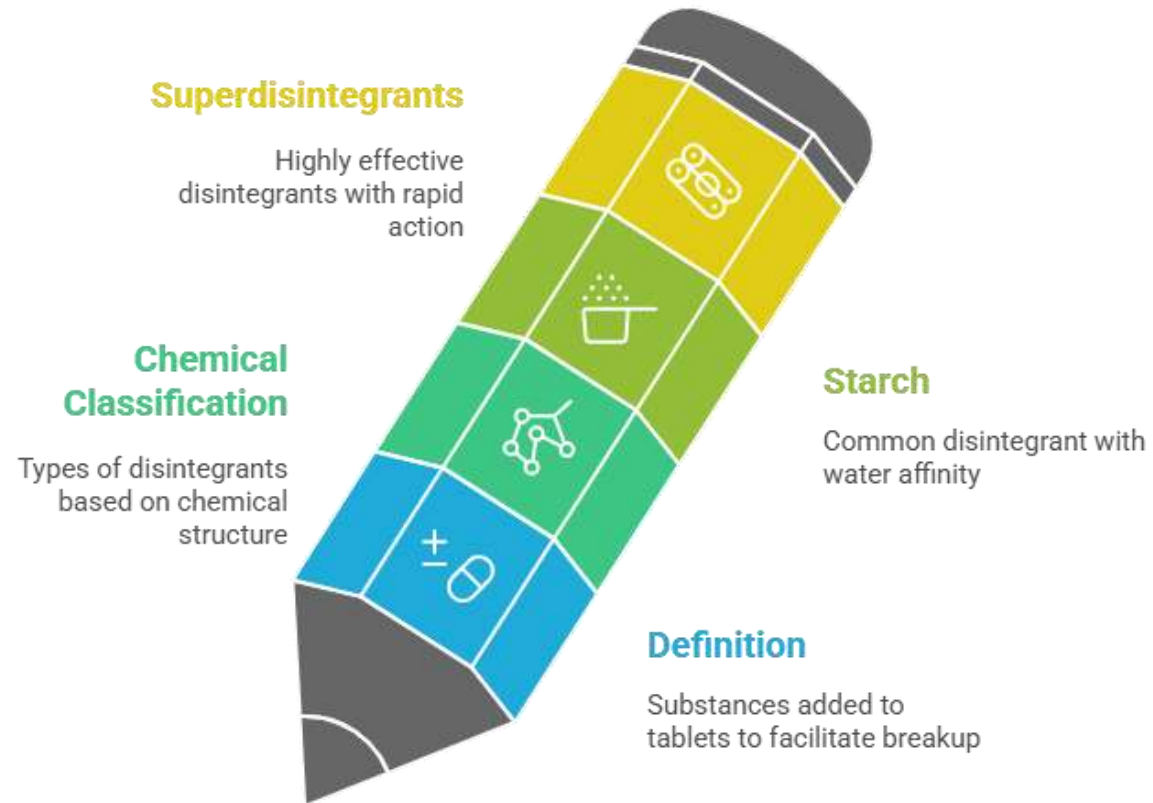 Superdisintegrants
Highly effective
disintegrants with rapid
action
Chemical
Classification
Types of disintegrants
based on chemical
structure
Starch
Common disintegrant with
water affinity
Definition
Substances added to
tablets to facilitate breakup